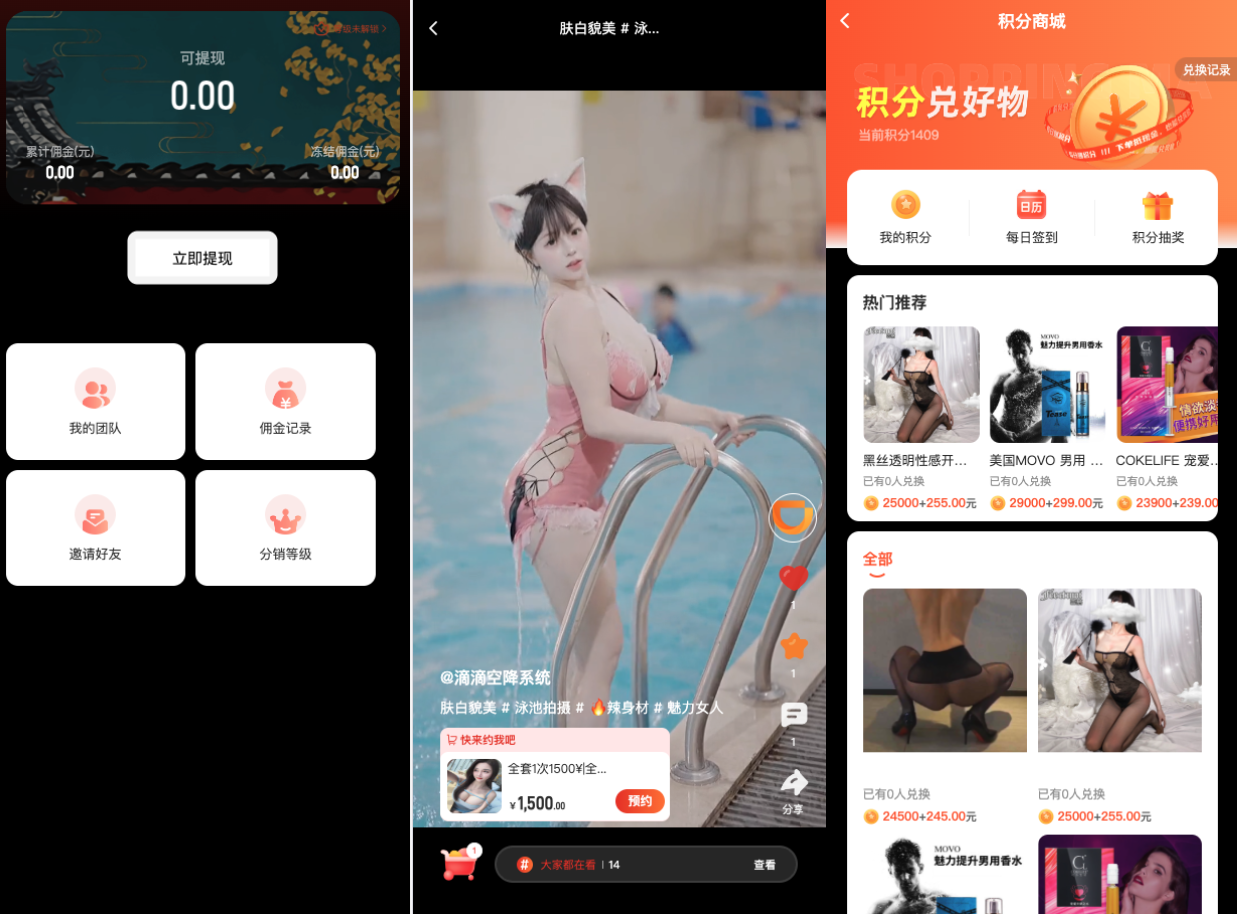 等级未解锁 >
可提现
0.00
累计佣金(元)
0.00
冻结佣金(元)
0.00
立即提现
我的团队
佣金记录
邀请好友
分销等级
肤白貌美 # 泳...
1
1
1
分享
@滴滴空降系统
肤白貌美 # 泳池拍摄 # 🔥辣身材 # 魅力女人
快来约我吧
全套1次1500¥|全...
¥1,500.00
预约
1
大家都在看 | 14
查看
积分商城
兑换记录
积分兑好物
当前积分1409
我的积分
日历
每日签到
积分抽奖
热门推荐
MOVO
魅力提升男用香水
Tease
便携好用
黑丝透明性感开...
已有0人兑换
25000+255.00元
美国MOVO 男用 ...
已有0人兑换
29000+299.00元
COKELIFE 宠爱...
已有0人兑换
23900+239.00
全部
已有0人兑换
24500+245.00元
已有0人兑换
25000+255.00元
MOVO
魅力提升男用香水